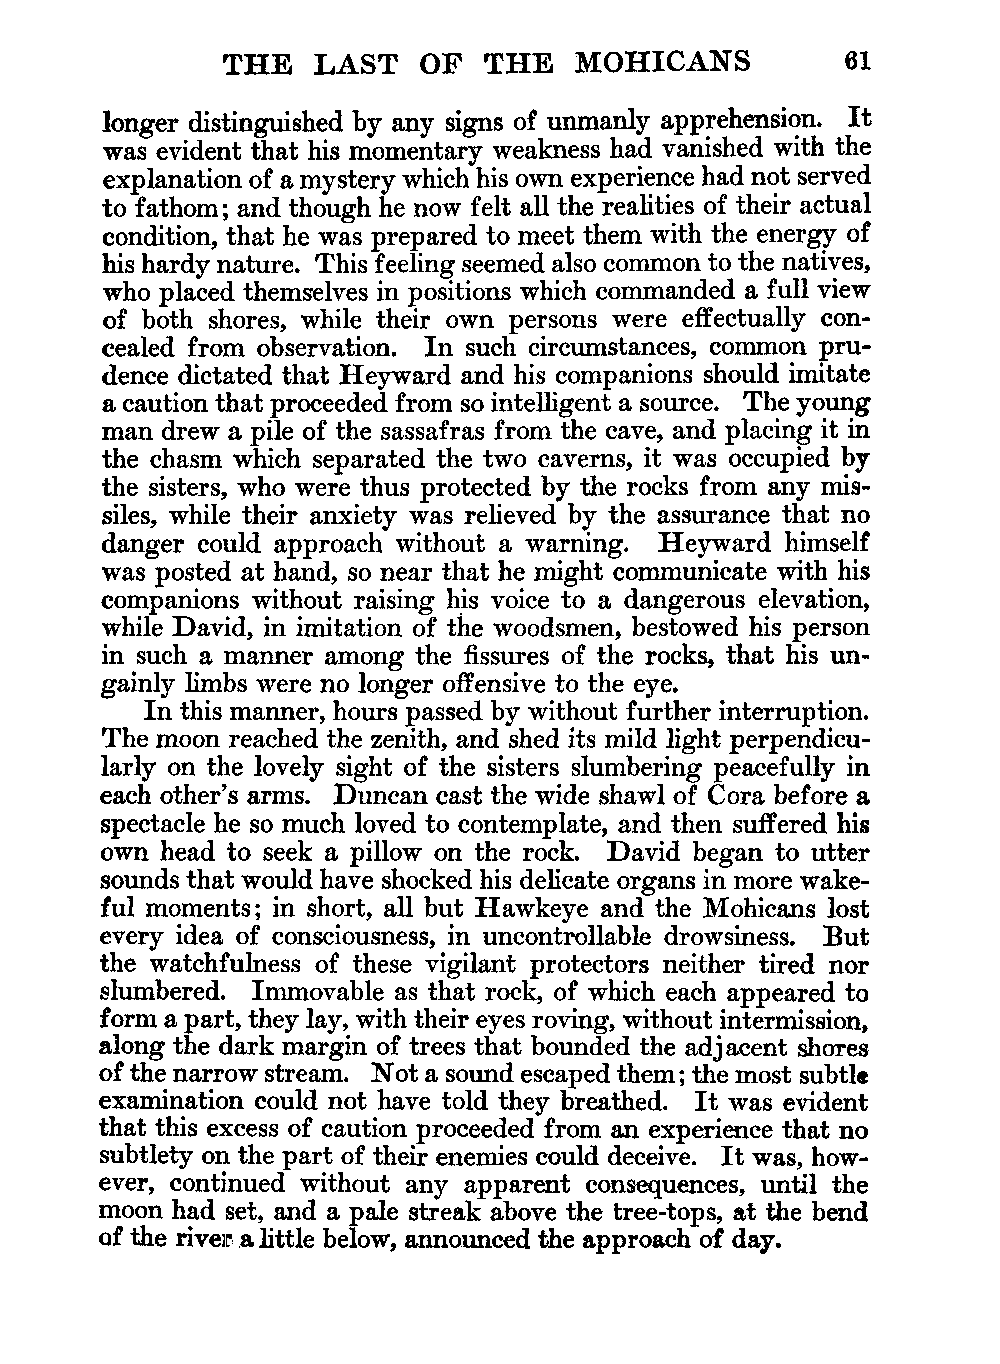 THE LAST OF THE MOHICANS 61
longer distinguished by any signs of unmanly apprehension. It
was evident that his momentary weakness had vanished with the
explanation of a mystery which his own experience had not served
to fathom; and though he now felt all the realities of their actual
condition, that he was prepared to meet them with the energy of
his hardy nature. This feeling seemed also common to the natives,
who placed themselves in positions which commanded a full view
of both shores, while their own persons were effectually con-
cealed from observation. In such circumstances, common pru-
dence dictated that Heyward and his companions should imitate
a caution that proceeded from so intelligent a source. The young
man drew a pile of the sassafras from the cave, and placing it in
the chasm which separated the two caverns, it was occupied by
the sisters, who were thus protected by the rocks from any mis-
siles, while their anxiety was relieved by the assurance that no
danger could approach without a warning. Heyward himself
was posted at hand, so near that he might communicate with his
companions without raising his voice to a dangerous elevation,
while David, in imitation of the woodsmen, bestowed his person
in such a manner among the fissures of the rocks, that his un-
gainly limbs were no longer offensive to the eye.
In this manner, hours passed by without further interruption.
The moon reached the zenith, and shed its mild light perpendicu-
larly on the lovely sight of the sisters slumbering peacefully in
each other's arms. Duncan cast the wide shawl of Cora before a
spectacle he so much loved to contemplate, and then suffered his
own head to seek a pillow on the rock. David began to utter
sounds that would have shocked his delicate organs in more wake-
ful moments; in short, all but Hawkeye and the Mohicans lost
every idea of consciousness, in uncontrollable drowsiness. But
the watchfulness of these vigilant protectors neither tired nor
slumbered. Immovable as that rock, of which each appeared to
form a part, they lay, with their eyes roving, without intermission,
along the dark margin of trees that bounded the adjacent shores
of the narrow stream. Not a sound escaped them; the most subtle
examination could not have told they breathed. It was evident
that this excess of caution proceeded from an experience that no
subtlety on the part of their enemies could deceive. It was, how-
ever, continued without any apparent consequences, until the
moon had set, and a pale streak above the tree-tops, at the bend
of the river a little below, announced the approach of day.